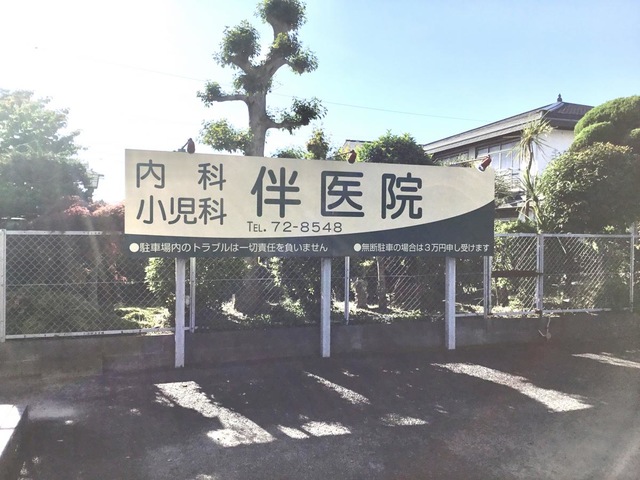 内科
小児科
伴医院
TEL. 72-8548
●駐車場内のトラブルは一切責任を負いません
●無断駐車の場合は3万円申し受けます